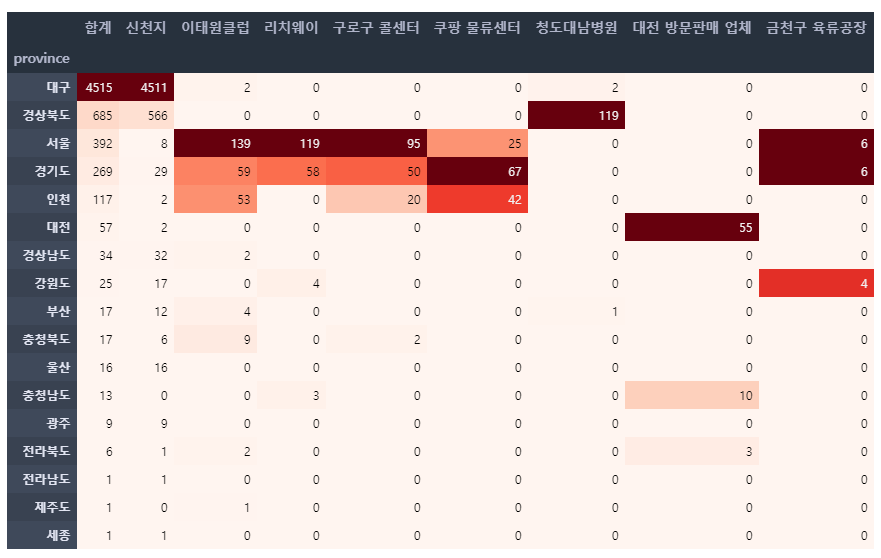 합계 신천지 이태원클럽 리치웨이 구로구 콜센터 쿠팡 물류센터 청도대남병원 대전 방문판매 업체 금천구 육류공장
province
대구 4515 4511 2 0 0 0 2 0 0
경상북도 685 566 0 0 0 0 119 0 0
서울 392 8 139 119 95 25 0 0 6
경기도 269 29 59 58 50 67 0 0 6
인천 117 2 53 0 20 42 0 0 0
대전 57 2 0 0 0 0 0 55 0
경상남도 34 32 2 0 0 0 0 0 0
강원도 25 17 0 4 0 0 0 0 4
부산 17 12 4 0 0 0 1 0 0
충청북도 17 6 9 0 2 0 0 0 0
울산 16 16 0 0 0 0 0 0 0
충청남도 13 0 0 3 0 0 0 10 0
광주 9 9 0 0 0 0 0 0 0
전라북도 6 1 2 0 0 0 0 3 0
전라남도 1 1 0 0 0 0 0 0 0
제주도 1 0 1 0 0 0 0 0 0
세종 1 1 0 0 0 0 0 0 0